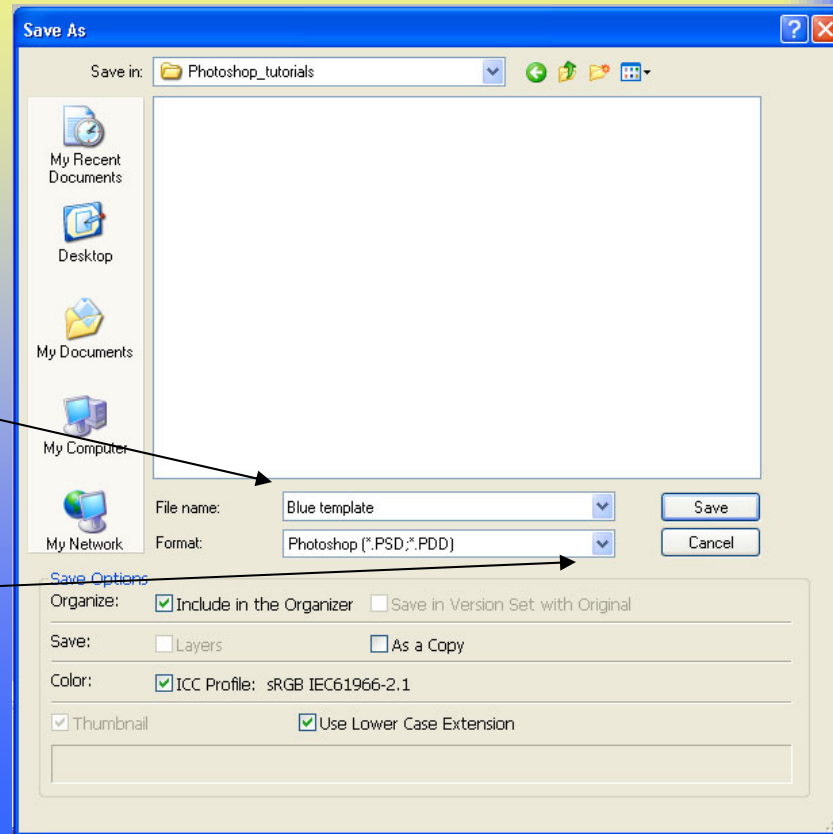 Save As
Save in: Photoshop_tutorials
My Recent
Documents
Desktop
My Documents
My Computer
My Network
File name: Blue template Save
Format: Photoshop (*.PSD;*.PDD) Cancel
Save Options
Organize: Include in the Organizer Save in Version Set with Original
Save: Layers As a Copy
Color: ICC Profile: sRGB IEC61966-2.1
Thumbnail Use Lower Case Extension